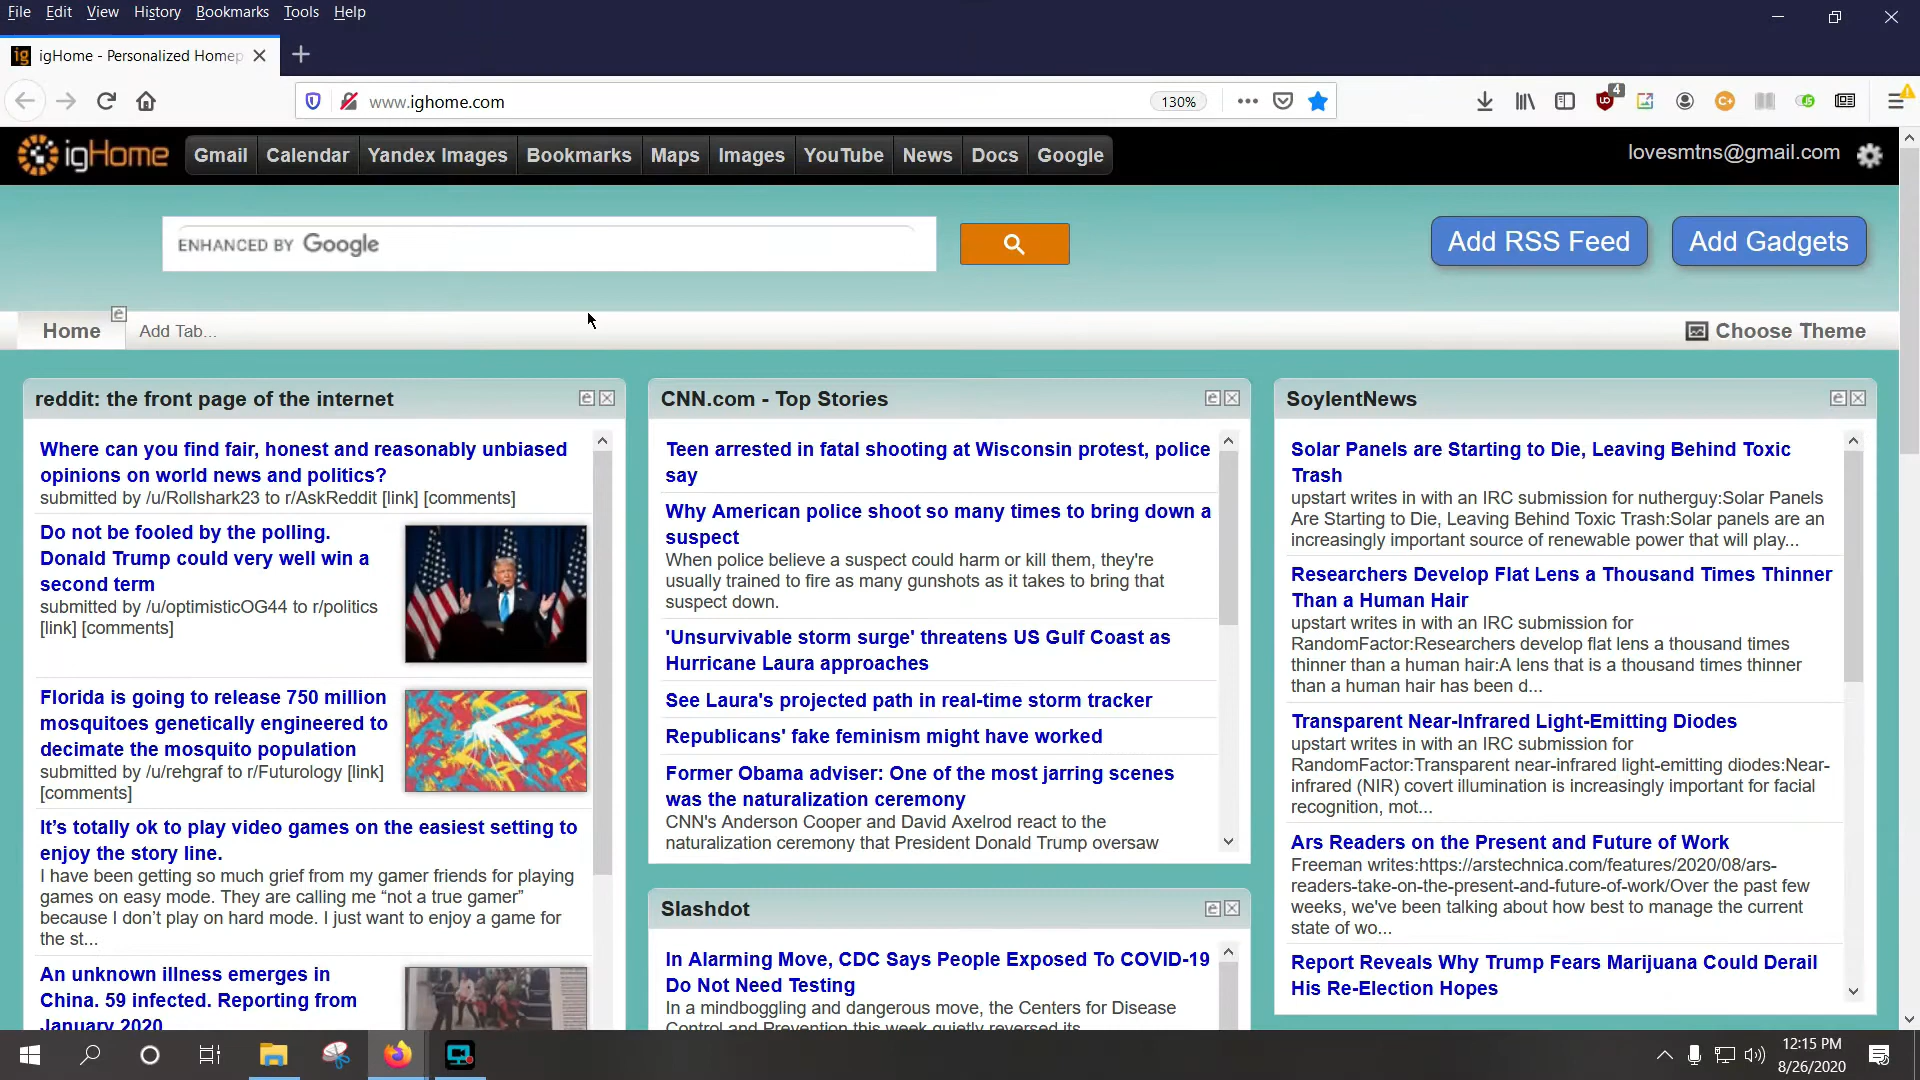 File Edit View History Bookmarks Tools Help
igHome - Personalized Homep
www.ighome.com 130%
4
igHome Gmail Calendar Yandex Images Bookmarks Maps Images YouTube News Docs Google lovesmtns@gmail.com
ENHANCED BY Google
Add RSS Feed Add Gadgets
Home Add Tab... Choose Theme
reddit: the front page of the internet
Where can you find fair, honest and reasonably unbiased
opinions on world news and politics?
submitted by /u/Rollshark23 to r/AskReddit [link] [comments]
Do not be fooled by the polling.
Donald Trump could very well win a
second term
submitted by /u/optimisticOG44 to r/politics
[link] [comments]
Florida is going to release 750 million
mosquitoes genetically engineered to
decimate the mosquito population
submitted by /u/rehgraf to r/Futurology [link]
[comments]
It’s totally ok to play video games on the easiest setting to
enjoy the story line.
I have been getting so much grief from my gamer friends for playing
games on easy mode. They are calling me “not a true gamer”
because I don’t play on hard mode. I just want to enjoy a game for
the st...
An unknown illness emerges in
China. 59 infected. Reporting from
January 2020
CNN.com - Top Stories
Teen arrested in fatal shooting at Wisconsin protest, police
say
Why American police shoot so many times to bring down a
suspect
When police believe a suspect could harm or kill them, they're
usually trained to fire as many gunshots as it takes to bring that
suspect down.
'Unsurvivable storm surge' threatens US Gulf Coast as
Hurricane Laura approaches
See Laura's projected path in real-time storm tracker
Republicans' fake feminism might have worked
Former Obama adviser: One of the most jarring scenes
was the naturalization ceremony
CNN's Anderson Cooper and David Axelrod react to the
naturalization ceremony that President Donald Trump oversaw
Slashdot
In Alarming Move, CDC Says People Exposed To COVID-19
Do Not Need Testing
In a mindboggling and dangerous move, the Centers for Disease
Control and Prevention this week quietly reversed its
SoylentNews
Solar Panels are Starting to Die, Leaving Behind Toxic
Trash
upstart writes in with an IRC submission for nutherguy:Solar Panels
Are Starting to Die, Leaving Behind Toxic Trash:Solar panels are an
increasingly important source of renewable power that will play...
Researchers Develop Flat Lens a Thousand Times Thinner
Than a Human Hair
upstart writes in with an IRC submission for
RandomFactor:Researchers develop flat lens a thousand times
thinner than a human hair:A lens that is a thousand times thinner
than a human hair has been d...
Transparent Near-Infrared Light-Emitting Diodes
upstart writes in with an IRC submission for
RandomFactor:Transparent near-infrared light-emitting diodes:Near-
infrared (NIR) covert illumination is increasingly important for facial
recognition, mot...
Ars Readers on the Present and Future of Work
Freeman writes:https://arstechnica.com/features/2020/08/ars-
readers-take-on-the-present-and-future-of-work/Over the past few
weeks, we've been talking about how best to manage the current
state of wo...
Report Reveals Why Trump Fears Marijuana Could Derail
His Re-Election Hopes
12:15 PM
8/26/2020